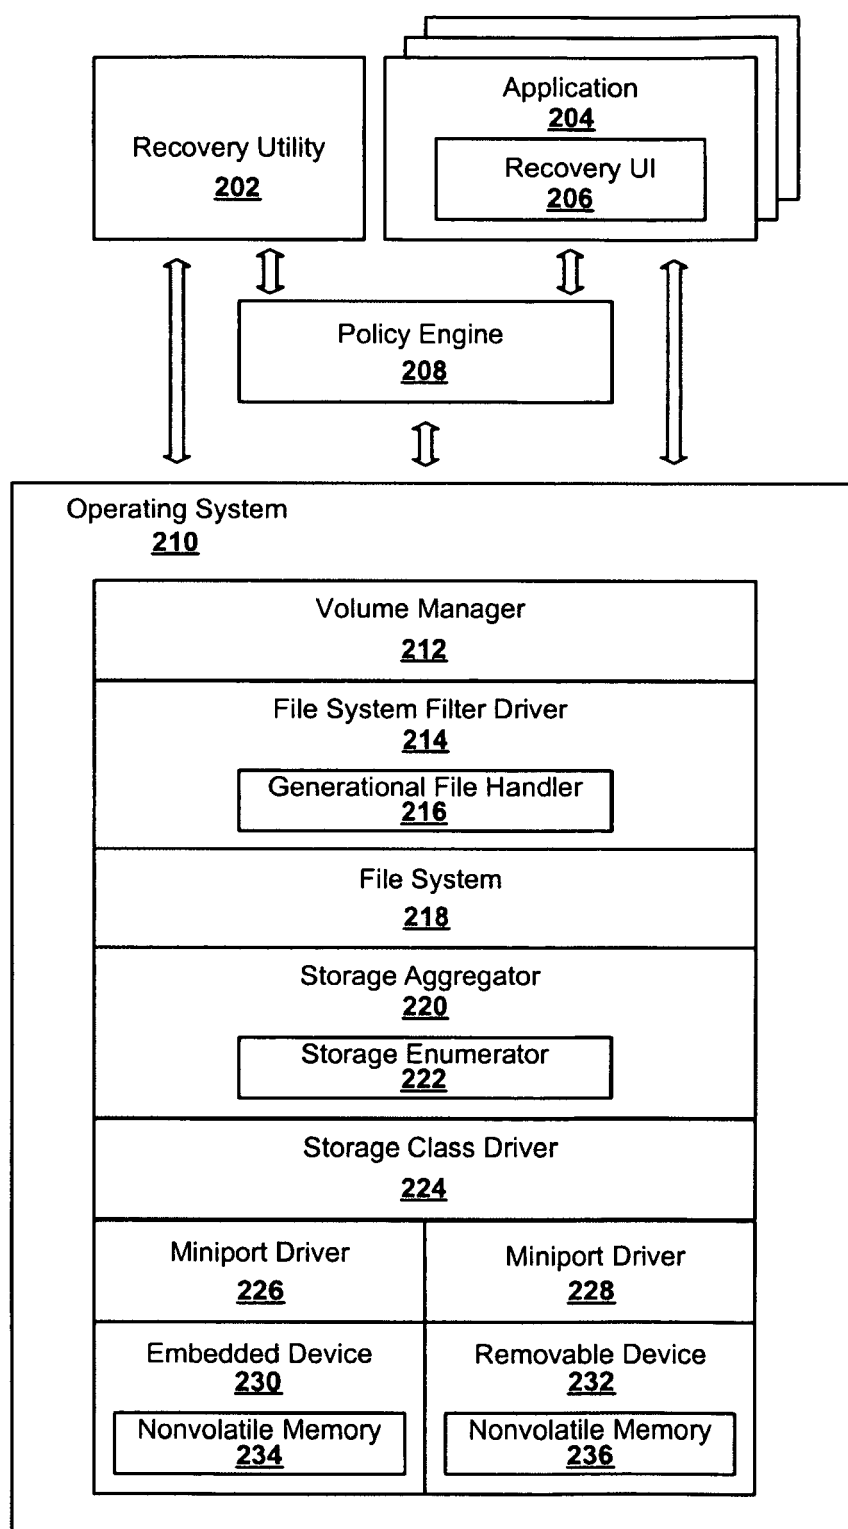 Recovery Utility
202
Application
204
Recovery UI
206
Policy Engine
208
Operating System
210
Volume Manager
212
File System Filter Driver
214
Generational File Handler
216
File System
218
Storage Aggregator
220
Storage Enumerator
222
Storage Class Driver
224
Miniport Driver
226
Miniport Driver
228
Embedded Device
230
Nonvolatile Memory
234
Removable Device
232
Nonvolatile Memory
236